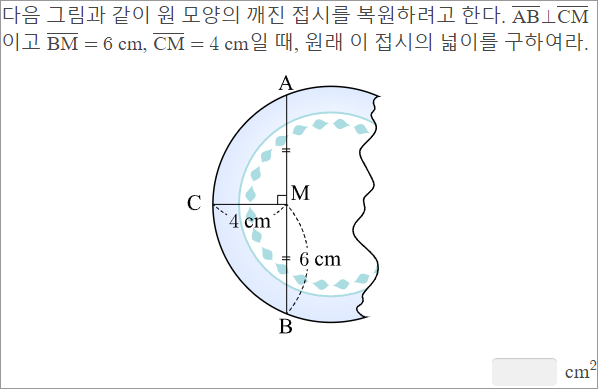 다음 그림과 같이 원 모양의 깨진 접시를 복원하려고 한다. AB⊥CM
이고 BM = 6 cm, CM = 4 cm일 때, 원래 이 접시의 넓이를 구하여라.
A
C
M
4 cm
6 cm
B
cm²